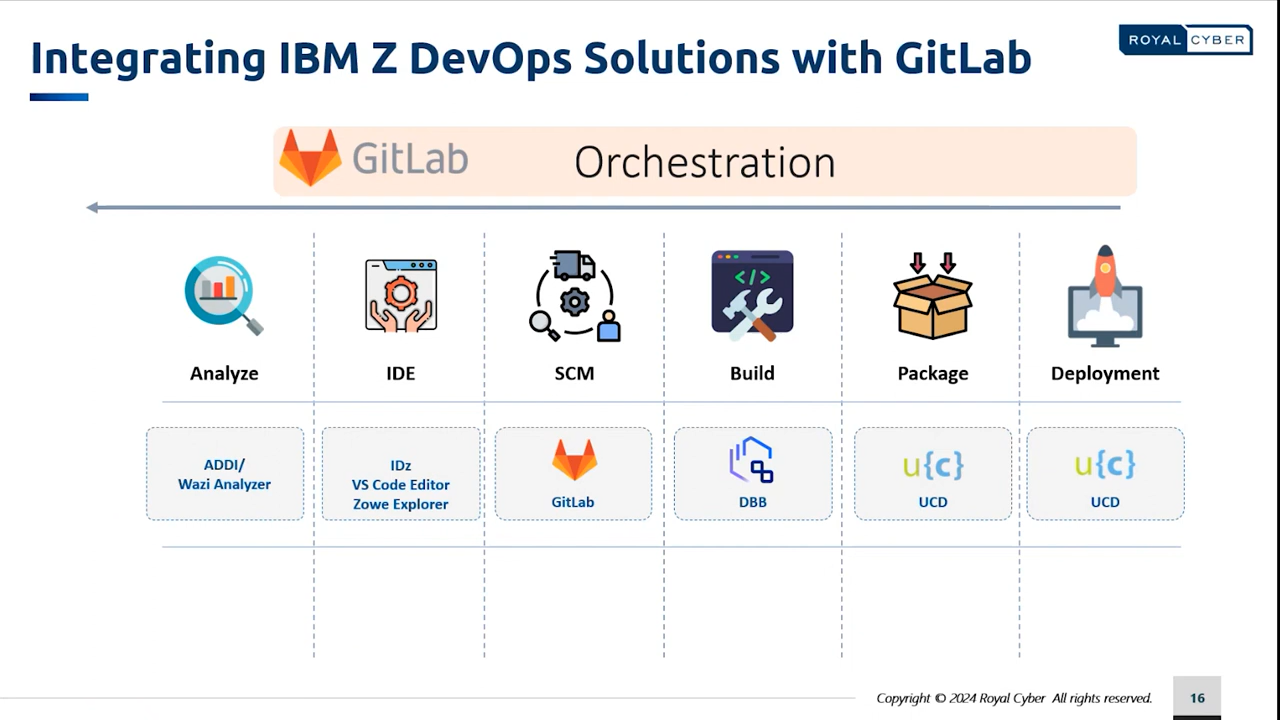 Integrating IBM Z DevOps Solutions with GitLab
ROYAL CYBER
GitLab
Orchestration
Analyze
IDE
SCM
</>
Build
Package
Deployment
ADDI/
Wazi Analyzer
IDz
VS Code Editor
Zowe Explorer
GitLab
DBB
u{c}
UCD
u{c}
UCD
Copyright © 2024 Royal Cyber All rights reserved.
16